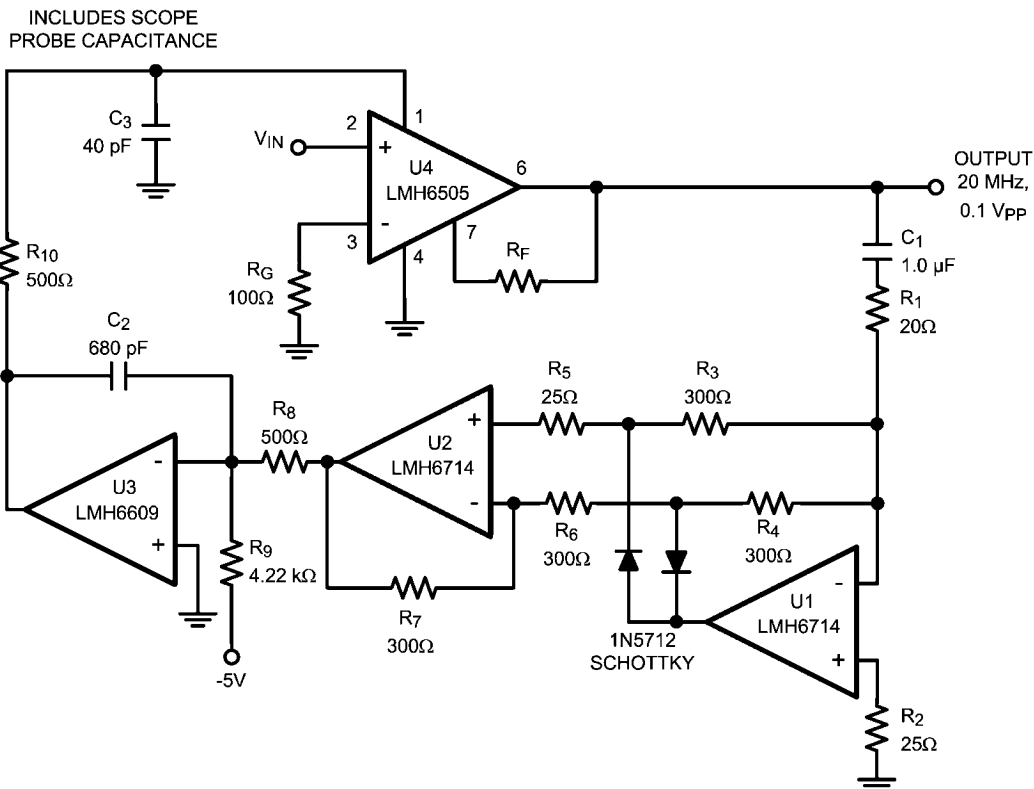 INCLUDES SCOPE
PROBE CAPACITANCE
C3
40 pF
VIN
2
+
1
U4
LMH6505
-
3
4
6
7
RF
OUTPUT
20 MHz,
0.1 VPP
C1
1.0 µF
R1
20Ω
R10
500Ω
RG
100Ω
C2
680 pF
R8
500Ω
U2
LMH6714
+
-
R5
25Ω
R3
300Ω
R6
300Ω
R4
300Ω
R7
300Ω
U3
LMH6609
-
+
R9
4.22 kΩ
-5V
1N5712
SCHOTTKY
U1
LMH6714
-
+
R2
25Ω